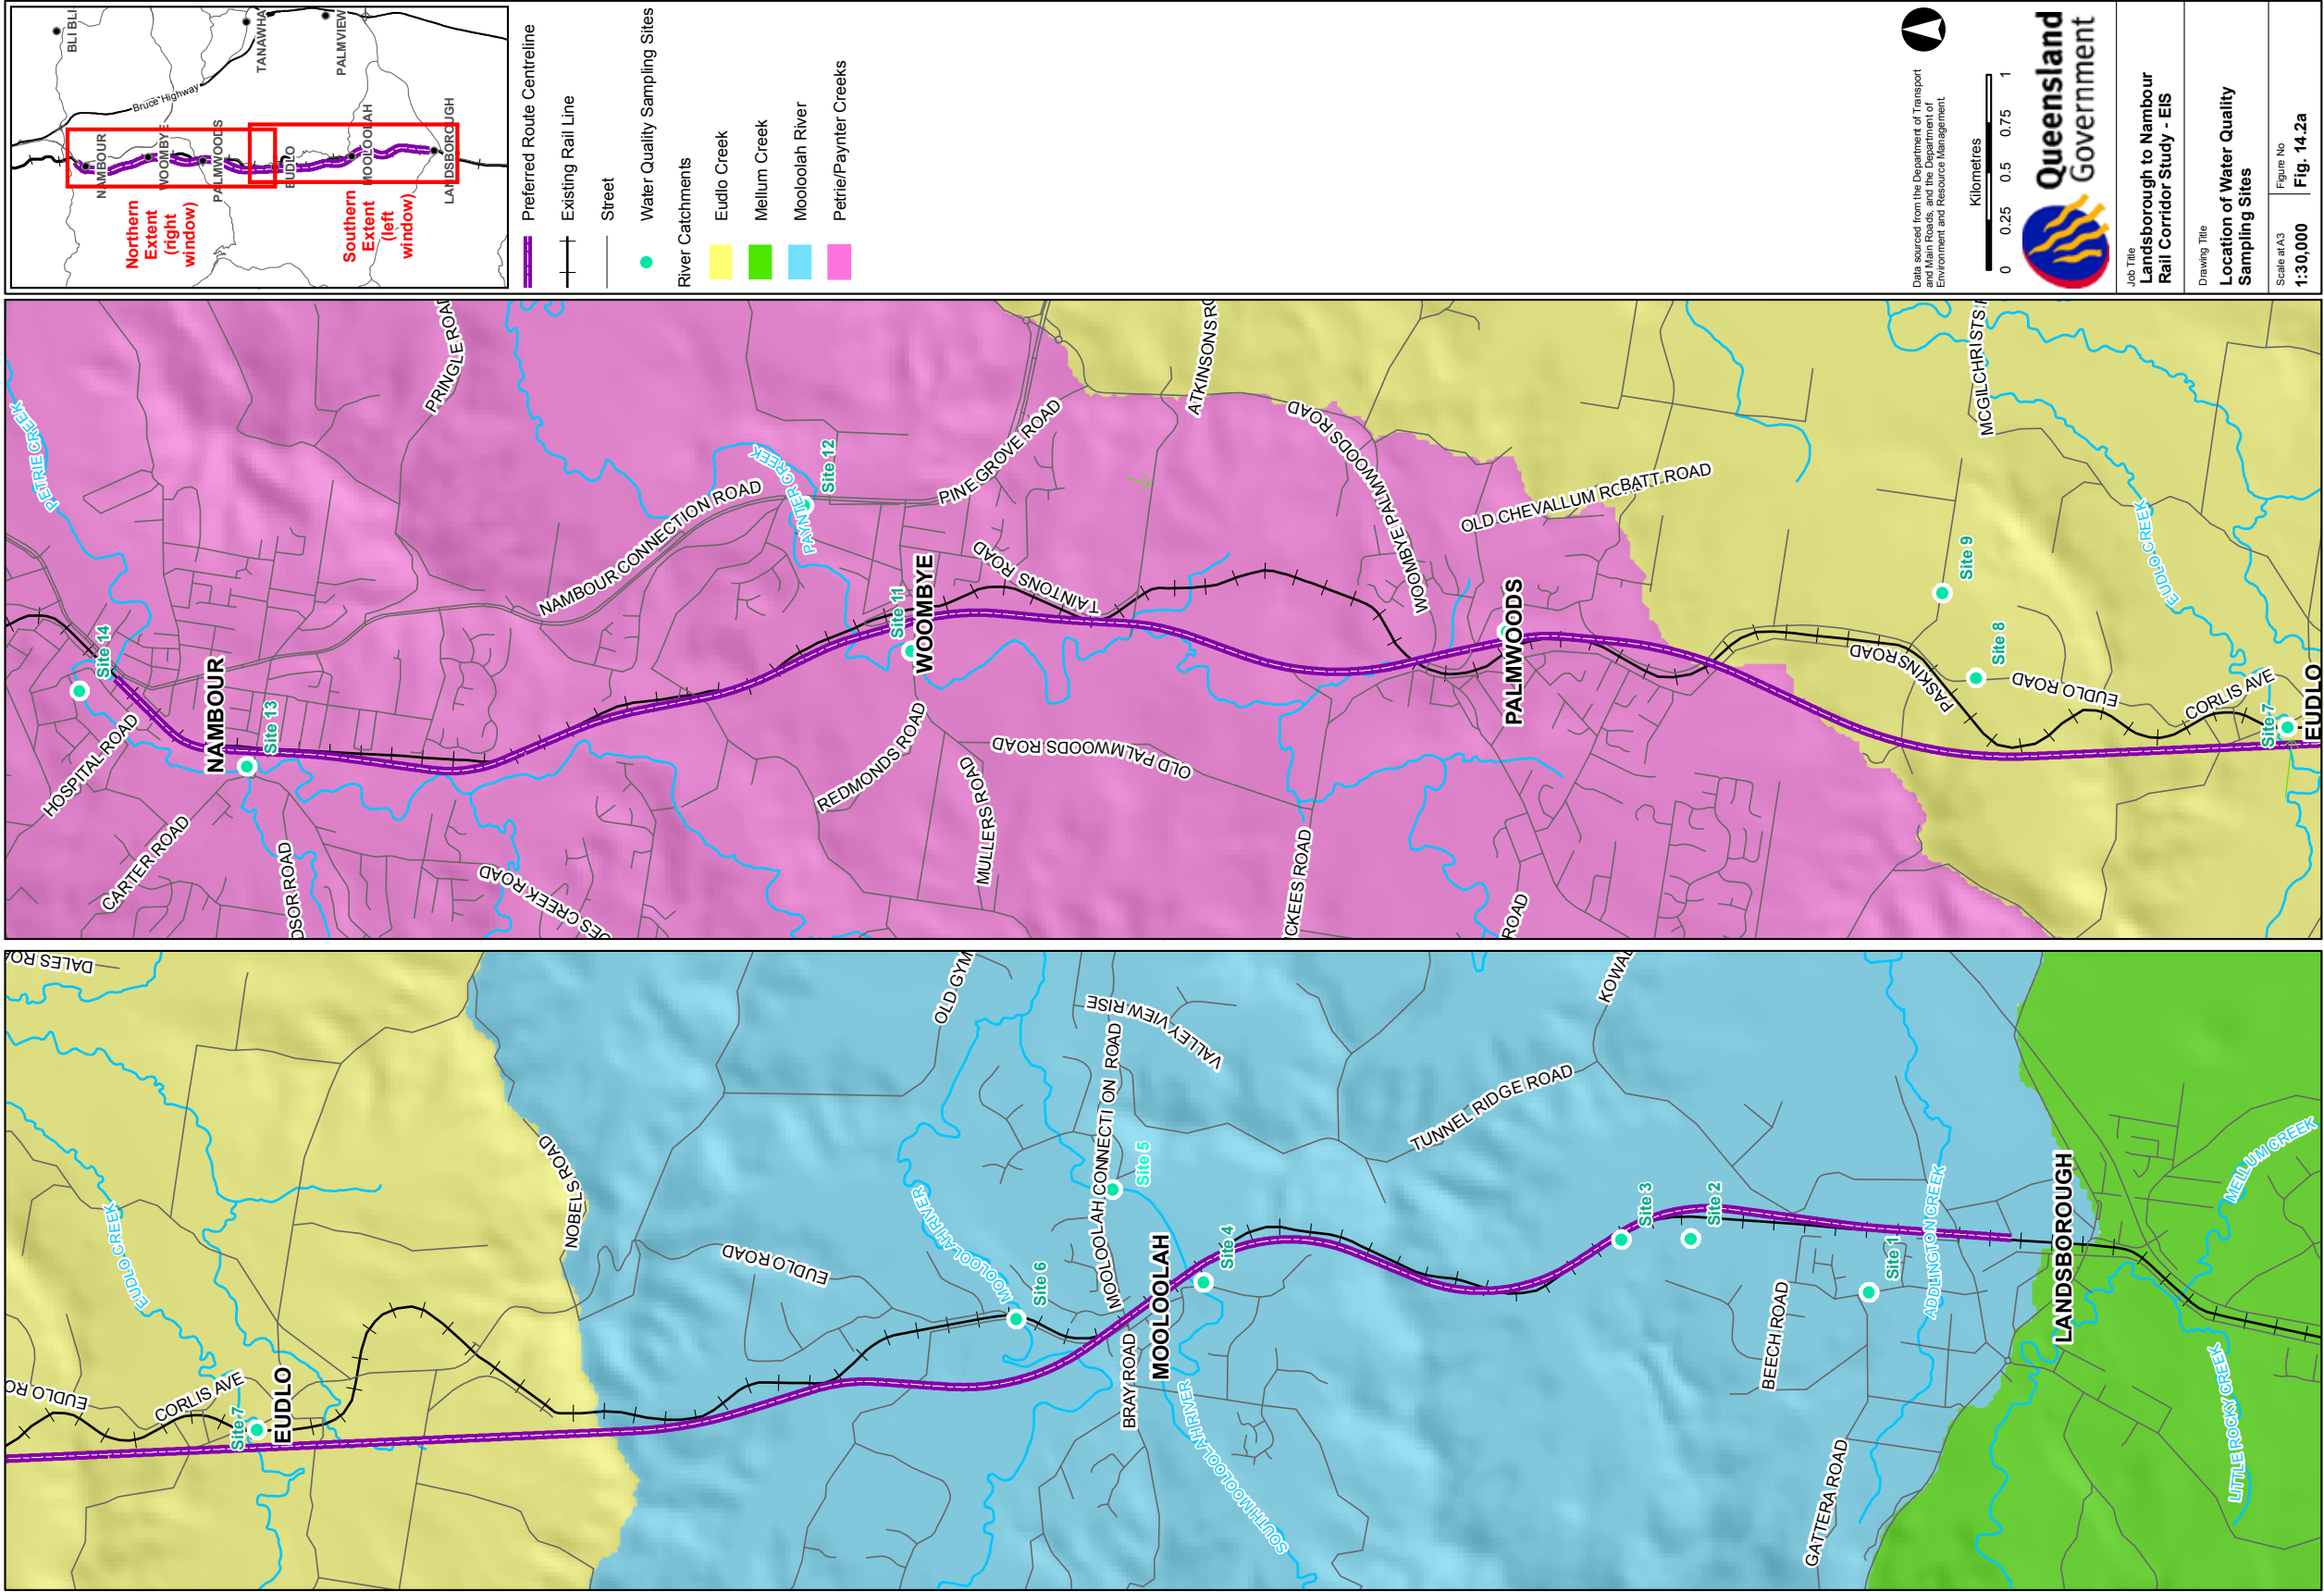 BLI BLI
TANAWHA
PALMVIEW
Bruce Highway
NAMBOUR
WOOMBYE
PALMWOODS
EUDLO
MOOLOOLAH
LANDSBOROUGH
Northern
Extent
(right
window)
Southern
Extent
(left
window)
Preferred Route Centreline
Existing Rail Line
Street
Water Quality Sampling Sites
River Catchments
Eudlo Creek
Mellum Creek
Mooloolah River
Petrie/Paynter Creeks
Data sourced from the Department of Transport
and Main Roads, and the Department of
Environment and Resource Management.
Kilometres
0 0.25 0.5 0.75 1
Queensland
Government
Job Title
Landsborough to Nambour
Rail Corridor Study - EIS
Drawing Title
Location of Water Quality
Sampling Sites
Scale at A3
1:30,000
Figure No
Fig. 14.2a
PETRIE CREEK
PRINGLE ROAD
Site 14
HOSPITAL ROAD
NAMBOUR
Site 13
CARTER ROAD
DSOR ROAD
GES CREEK ROAD
NAMBOUR CONNECTION ROAD
PAYNTER CREEK
Site 12
PINE GROVE ROAD
Site 11
WOOMBYE
TAINTONS ROAD
REDMONDS ROAD
MULLERS ROAD
OLD PALMWOODS ROAD
ATKINSONS RO
WOOMBYE PALMWOODS ROAD
OLD CHEVALLUM ROAD
BATT ROAD
PALMWOODS
CKEES ROAD
ROAD
MCGILCHRISTS R
EUDLO CREEK
Site 9
Site 8
PASKINS ROAD
EUDLO ROAD
CORLIS AVE
Site 7
EUDLO
DALES RO
EUDLO CREEK
EUDLO RO
CORLIS AVE
Site 7
EUDLO
NOBELS ROAD
EUDLO ROAD
OLD GYM
MOOLOOLAH RIVER
Site 6
MOOLOOLAH CONNECTION ROAD
VALLEY VIEW RISE
Site 5
BRAY ROAD
MOOLOOLAH
Site 4
SOUTH MOOLOOLAH RIVER
TUNNEL RIDGE ROAD
KOWAL
Site 3
Site 2
BEECH ROAD
Site 1
ADDLINGTON CREEK
GATTERA ROAD
LANDSBOROUGH
MELLUM CREEK
LITTLE ROCKY CREEK